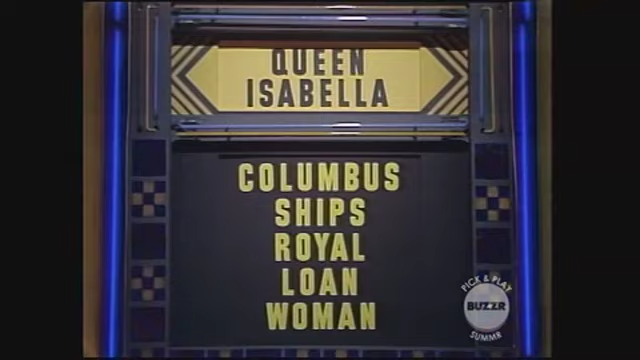 QUEEN
ISABELLA
COLUMBUS
SHIPS
ROYAL
LOAN
WOMAN
PICK & PLAY
BUZZR
SUMMR